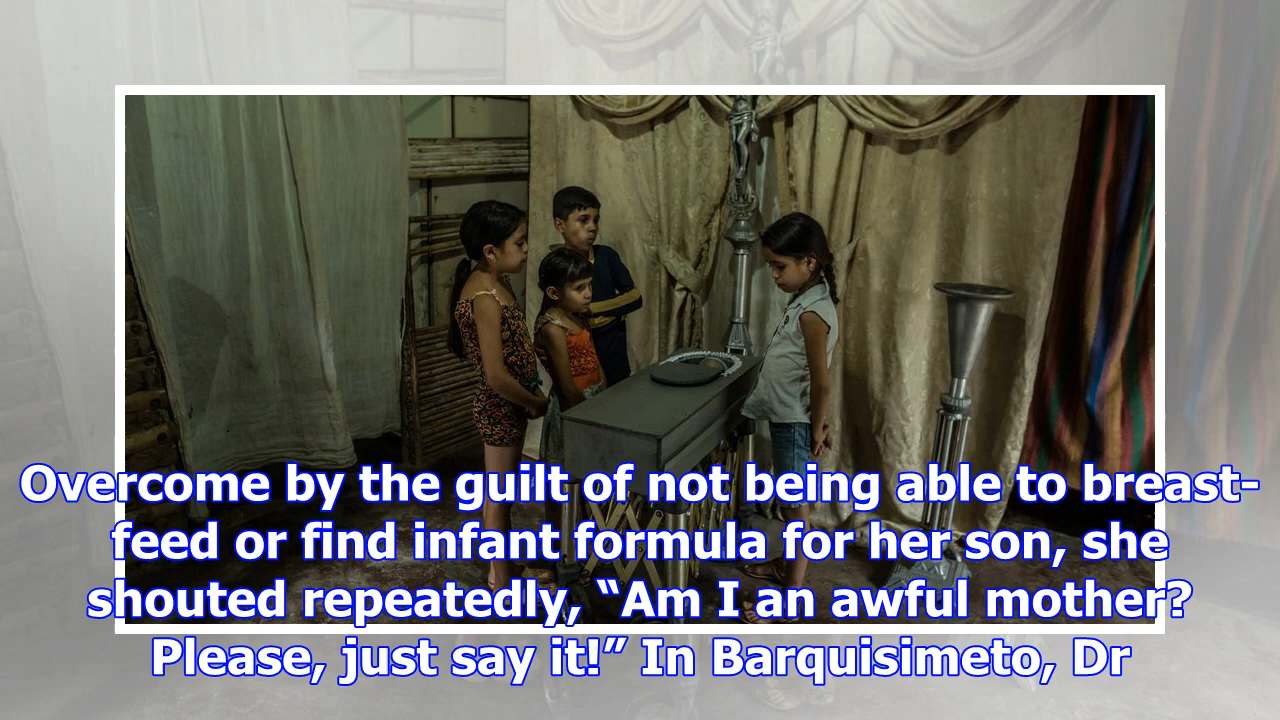 Overcome by the guilt of not being able to breast-
feed or find infant formula for her son, she
shouted repeatedly, “Am I an awful mother?
Please, just say it!” In Barquisimeto, Dr